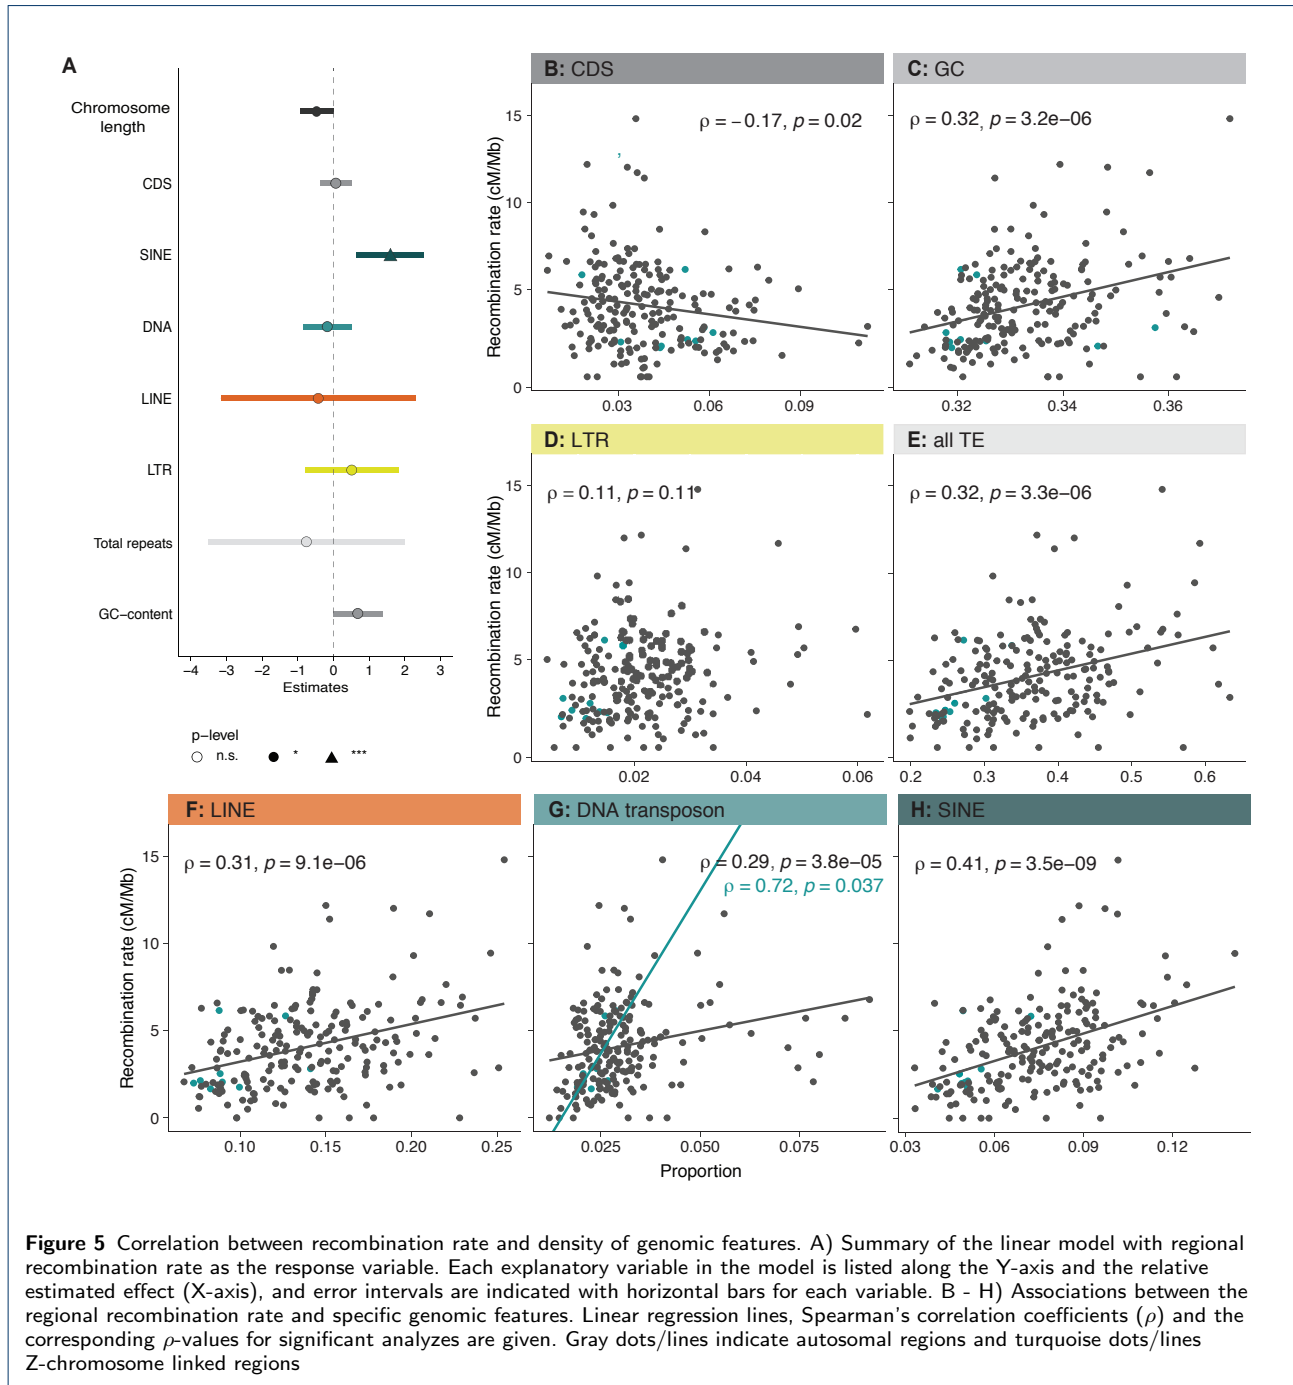 A
Chromosome
length
CDS
SINE
DNA
LINE
LTR
Total repeats
GC−content
−4 −3 −2 −1 0 1 2 3
Estimates
p−level
n.s. * ***
B: CDS
ρ = −0.17, p = 0.02
Recombination rate (cM/Mb)
15
10
5
0
0.03 0.06 0.09
C: GC
ρ = 0.32, p = 3.2e−06
0.32 0.34 0.36
D: LTR
ρ = 0.11, p = 0.11
Recombination rate (cM/Mb)
15
10
5
0
0.02 0.04 0.06
E: all TE
ρ = 0.32, p = 3.3e−06
0.2 0.3 0.4 0.5 0.6
F: LINE
ρ = 0.31, p = 9.1e−06
Recombination rate (cM/Mb)
15
10
5
0
0.10 0.15 0.20 0.25
G: DNA transposon
ρ = 0.29, p = 3.8e−05
ρ = 0.72, p = 0.037
0.025 0.050 0.075
Proportion
H: SINE
ρ = 0.41, p = 3.5e−09
0.03 0.06 0.09 0.12
Figure 5 Correlation between recombination rate and density of genomic features. A) Summary of the linear model with regional
recombination rate as the response variable. Each explanatory variable in the model is listed along the Y-axis and the relative
estimated effect (X-axis), and error intervals are indicated with horizontal bars for each variable. B - H) Associations between the
regional recombination rate and specific genomic features. Linear regression lines, Spearman's correlation coefficients (ρ) and the
corresponding ρ-values for significant analyzes are given. Gray dots/lines indicate autosomal regions and turquoise dots/lines
Z-chromosome linked regions